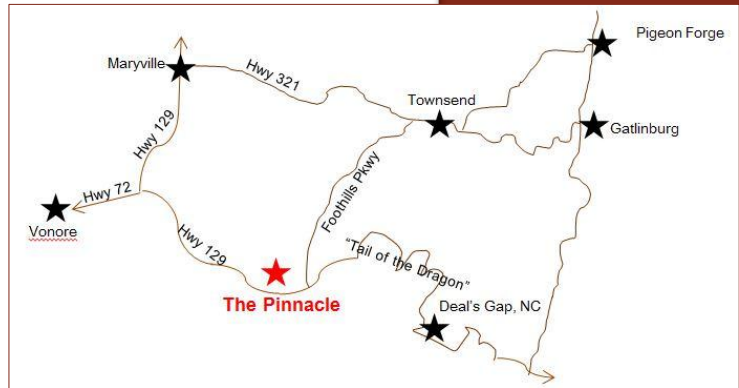 Pigeon Forge
Maryville
Hwy 321
Townsend
Gatlinburg
Hwy 129
Foothills Pkwy
Hwy 72
Vonore
Hwy 129
"Tail of the Dragon"
The Pinnacle
Deal's Gap, NC